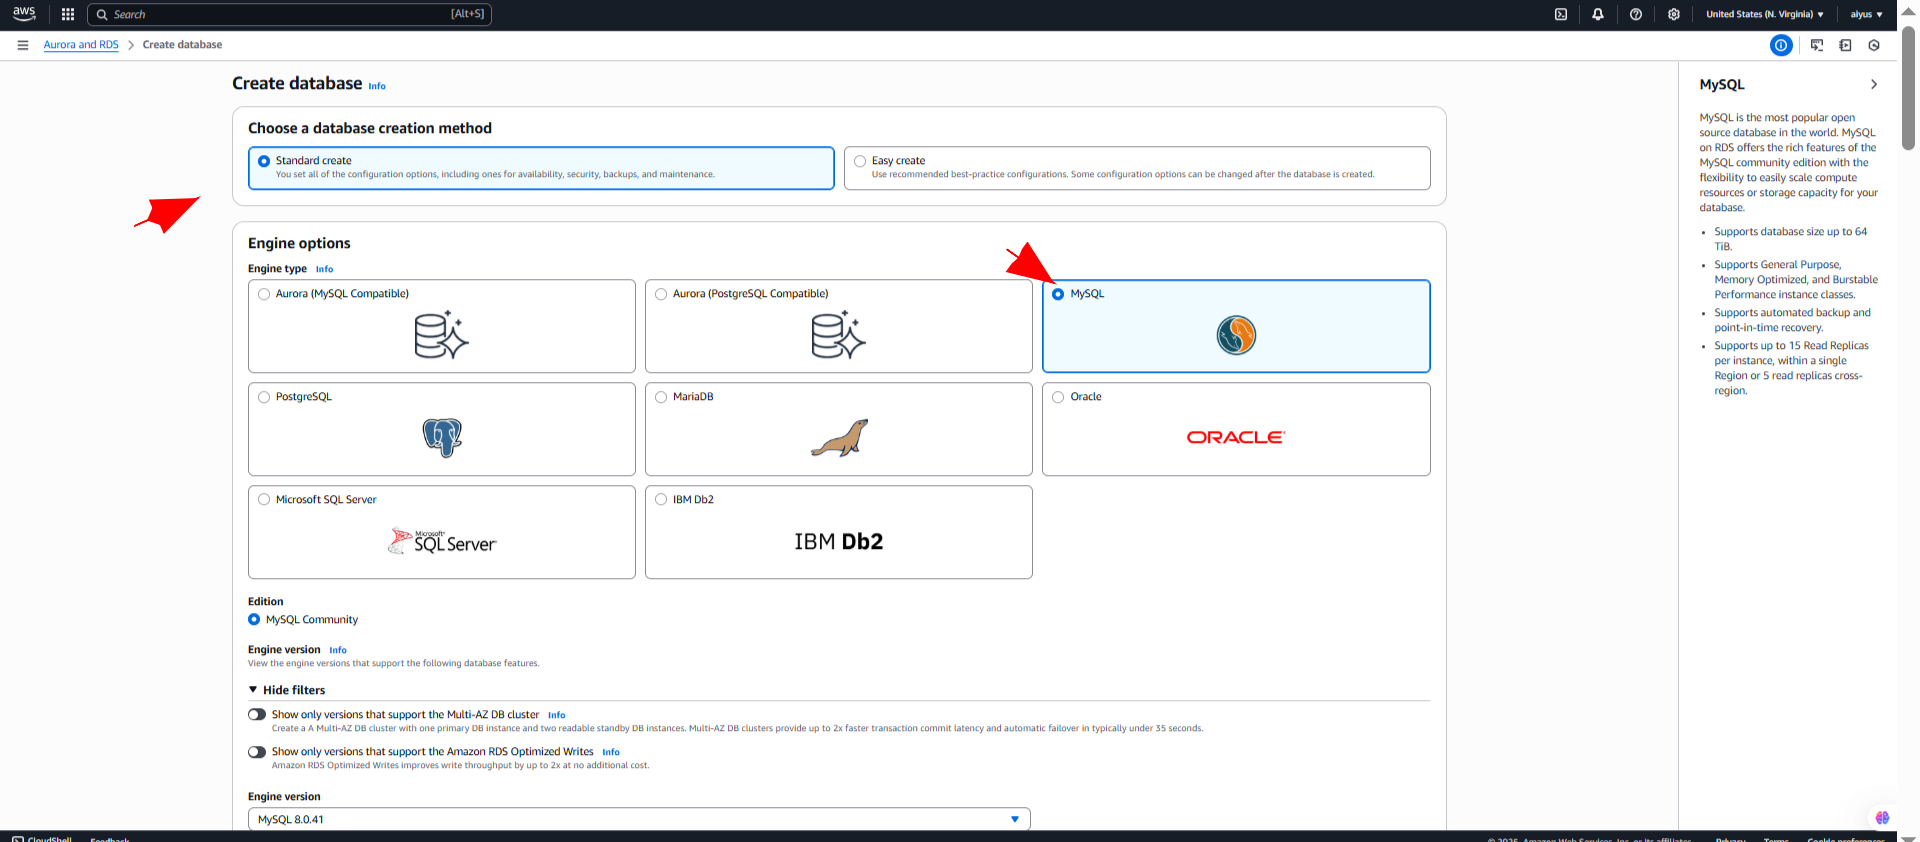 aws
Search
[Alt+S]
United States (N. Virginia)
aiyus
Aurora and RDS
Create database
Create database Info
Choose a database creation method
Standard create
You set all of the configuration options, including ones for availability, security, backups, and maintenance.
Easy create
Use recommended best-practice configurations. Some configuration options can be changed after the database is created.
Engine options
Engine type Info
Aurora (MySQL Compatible)
Aurora (PostgreSQL Compatible)
MySQL
PostgreSQL
MariaDB
Oracle
ORACLE
Microsoft SQL Server
Microsoft
SQL Server
IBM Db2
IBM Db2
Edition
MySQL Community
Engine version Info
View the engine versions that support the following database features.
Hide filters
Show only versions that support the Multi-AZ DB cluster Info
Create a A Multi-AZ DB cluster with one primary DB instance and two readable standby DB instances. Multi-AZ DB clusters provide up to 2x faster transaction commit latency and automatic failover in typically under 35 seconds.
Show only versions that support the Amazon RDS Optimized Writes Info
Amazon RDS Optimized Writes improves write throughput by up to 2x at no additional cost.
Engine version
MySQL 8.0.41
MySQL
MySQL is the most popular open
source database in the world. MySQL
on RDS offers the rich features of the
MySQL community edition with the
flexibility to easily scale compute
resources or storage capacity for your
database.
• Supports database size up to 64
TiB.
• Supports General Purpose,
Memory Optimized, and Burstable
Performance instance classes.
• Supports automated backup and
point-in-time recovery.
• Supports up to 15 Read Replicas
per instance, within a single
Region or 5 read replicas cross-
region.
CloudShell
Feedback
© 2025, Amazon Web Services, Inc. or its affiliates.
Privacy
Terms
Cookie preferences